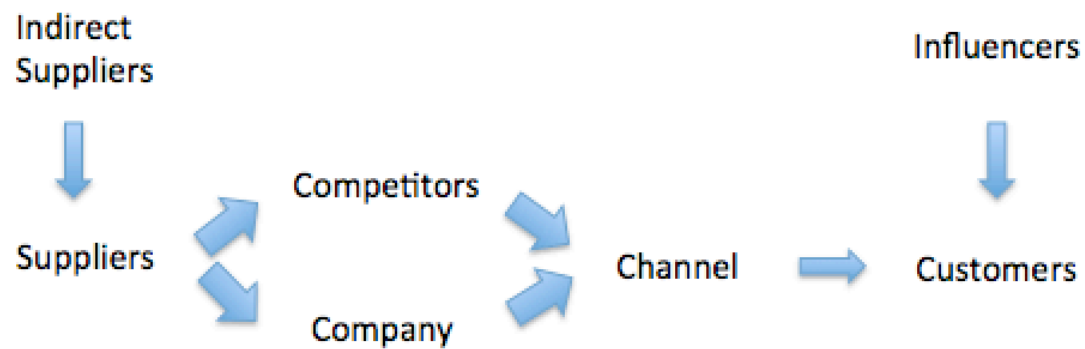 Indirect
Suppliers
Influencers
Competitors
Suppliers
Channel
Customers
Company